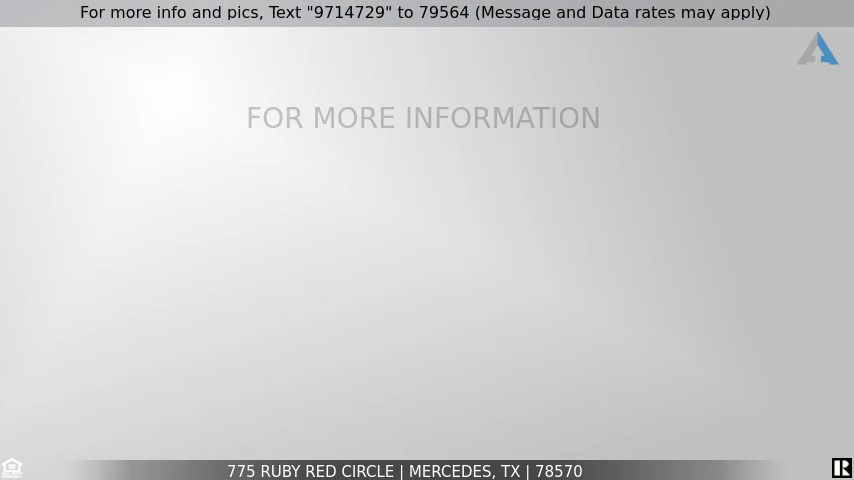 For more info and pics, Text "9714729" to 79564 (Message and Data rates may apply)
FOR MORE INFORMATION
775 RUBY RED CIRCLE | MERCEDES, TX | 78570